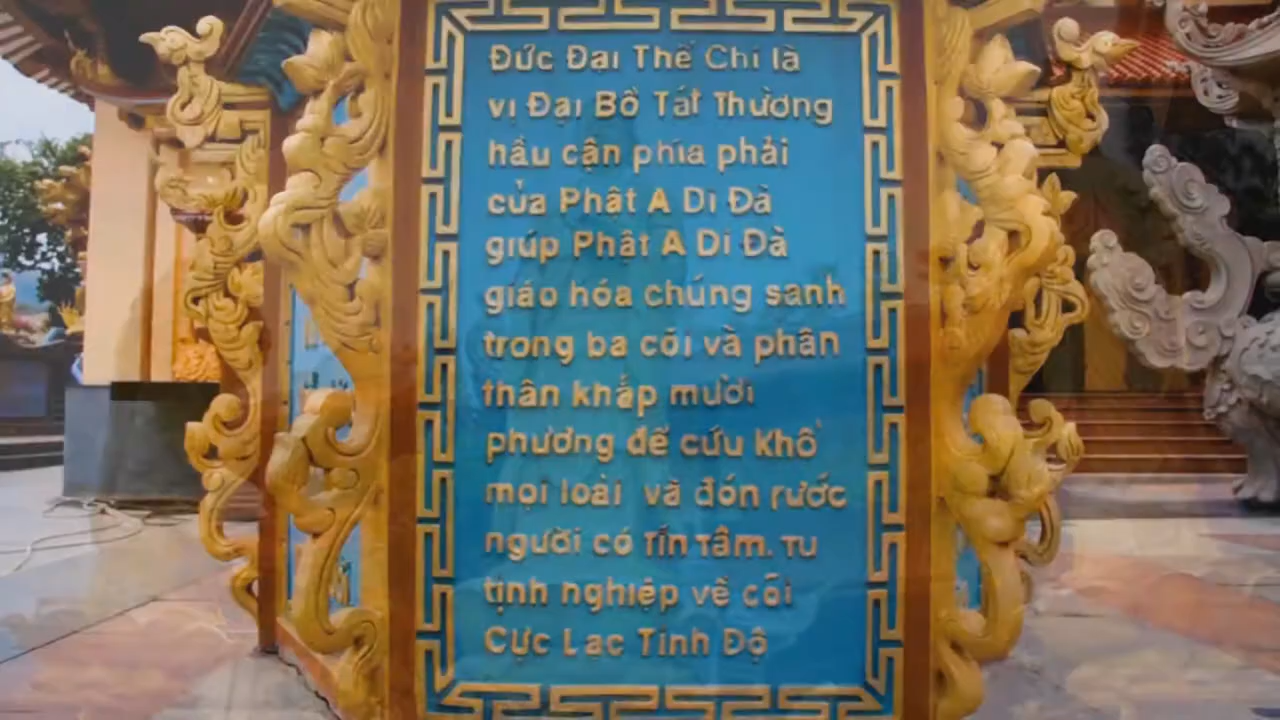 Đức Đại Thế Chí là
vị Đại Bồ Tát Thường
hầu cận phía phải
của Phật A Di Đà
giúp Phật A Di Đà
giáo hóa chúng sanh
trong ba cõi và phân
thân khắp mười
phương để cứu khổ
mọi loài và đón rước
người có Tín Tâm. Tu
tịnh nghiệp về cõi
Cực Lạc Tịnh Độ